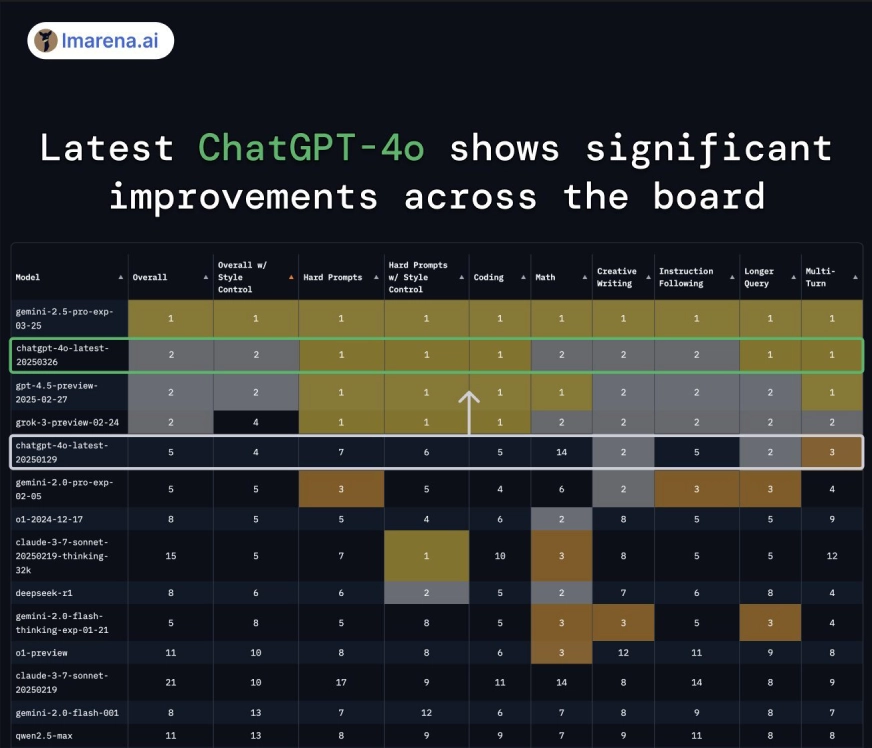 lmarena.ai
Latest ChatGPT-4o shows significant
improvements across the board
Model Overall Overall w/ Style Control Hard Prompts Hard Prompts w/ Style Control Coding Math Creative Writing Instruction Following Longer Query Multi-Turn
gemini-2.5-pro-exp-03-25 1 1 1 1 1 1 1 1 1 1
chatgpt-4o-latest-20250326 2 2 1 1 1 2 2 2 1 1
gpt-4.5-preview-2025-02-27 2 2 1 1 1 1 2 2 2 1
grok-3-preview-02-24 2 4 1 1 1 2 2 2 2 2
chatgpt-4o-latest-20250129 5 4 7 6 5 14 2 5 2 3
gemini-2.0-pro-exp-02-05 5 5 3 5 4 6 2 3 3 4
o1-2024-12-17 8 5 5 4 6 2 8 5 5 9
claude-3-7-sonnet-20250219-thinking-32k 15 5 7 1 10 3 8 5 5 12
deepseek-r1 8 6 6 2 5 2 7 6 8 4
gemini-2.0-flash-thinking-exp-01-21 5 8 5 8 5 3 3 5 3 4
o1-preview 11 10 8 8 6 3 12 11 9 8
claude-3-7-sonnet-20250219 21 10 17 9 11 14 8 14 8 9
gemini-2.0-flash-001 8 13 7 12 6 7 8 9 8 7
qwen2.5-max 11 13 8 9 9 7 9 11 8 8